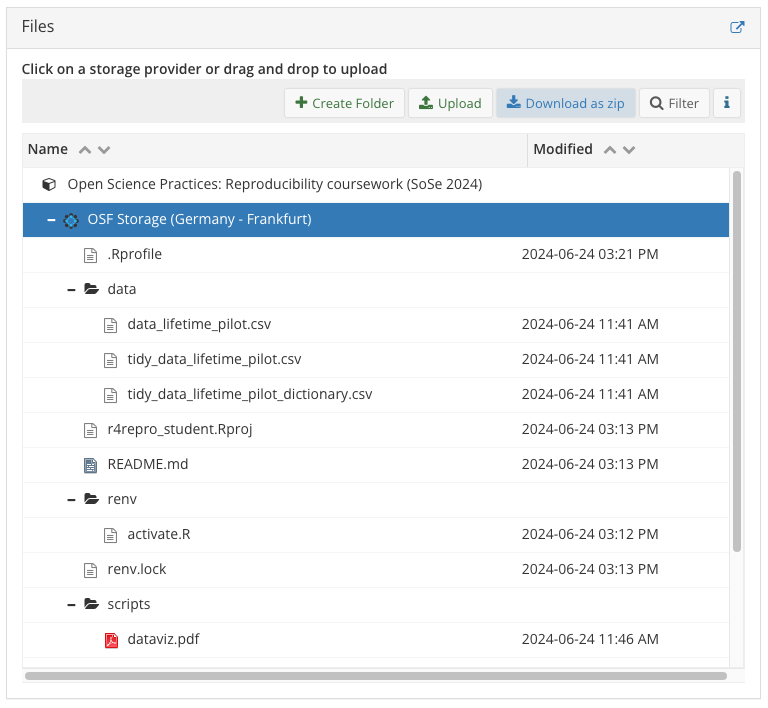 Files
Click on a storage provider or drag and drop to upload
Create Folder Upload Download as zip Filter i
Name Modified
Open Science Practices: Reproducibility coursework (SoSe 2024)
OSF Storage (Germany - Frankfurt)
.Rprofile 2024-06-24 03:21 PM
data
data_lifetime_pilot.csv 2024-06-24 11:41 AM
tidy_data_lifetime_pilot.csv 2024-06-24 11:41 AM
tidy_data_lifetime_pilot_dictionary.csv 2024-06-24 11:41 AM
r4repro_student.Rproj 2024-06-24 03:13 PM
README.md 2024-06-24 03:13 PM
renv
activate.R 2024-06-24 03:12 PM
renv.lock 2024-06-24 03:13 PM
scripts
dataviz.pdf 2024-06-24 11:46 AM